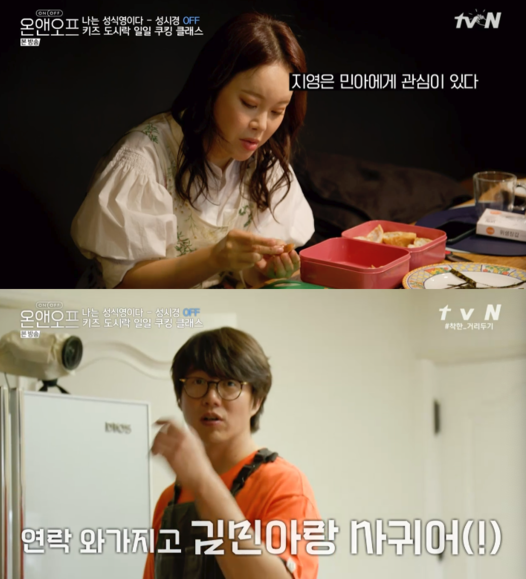 ON OFF
온앤오프
본 방송
나는 성식영이다 - 성시경 OFF
키즈 도시락 일일 쿠킹 클래스
tvN
지영은 민아에게 관심이 있다
ON OFF
온앤오프
본 방송
나는 성식영이다 - 성시경 OFF
키즈 도시락 일일 쿠킹 클래스
t v N
#착한_거리두기
DIOS
연락 와가지고 김민아랑 사귀어(!)